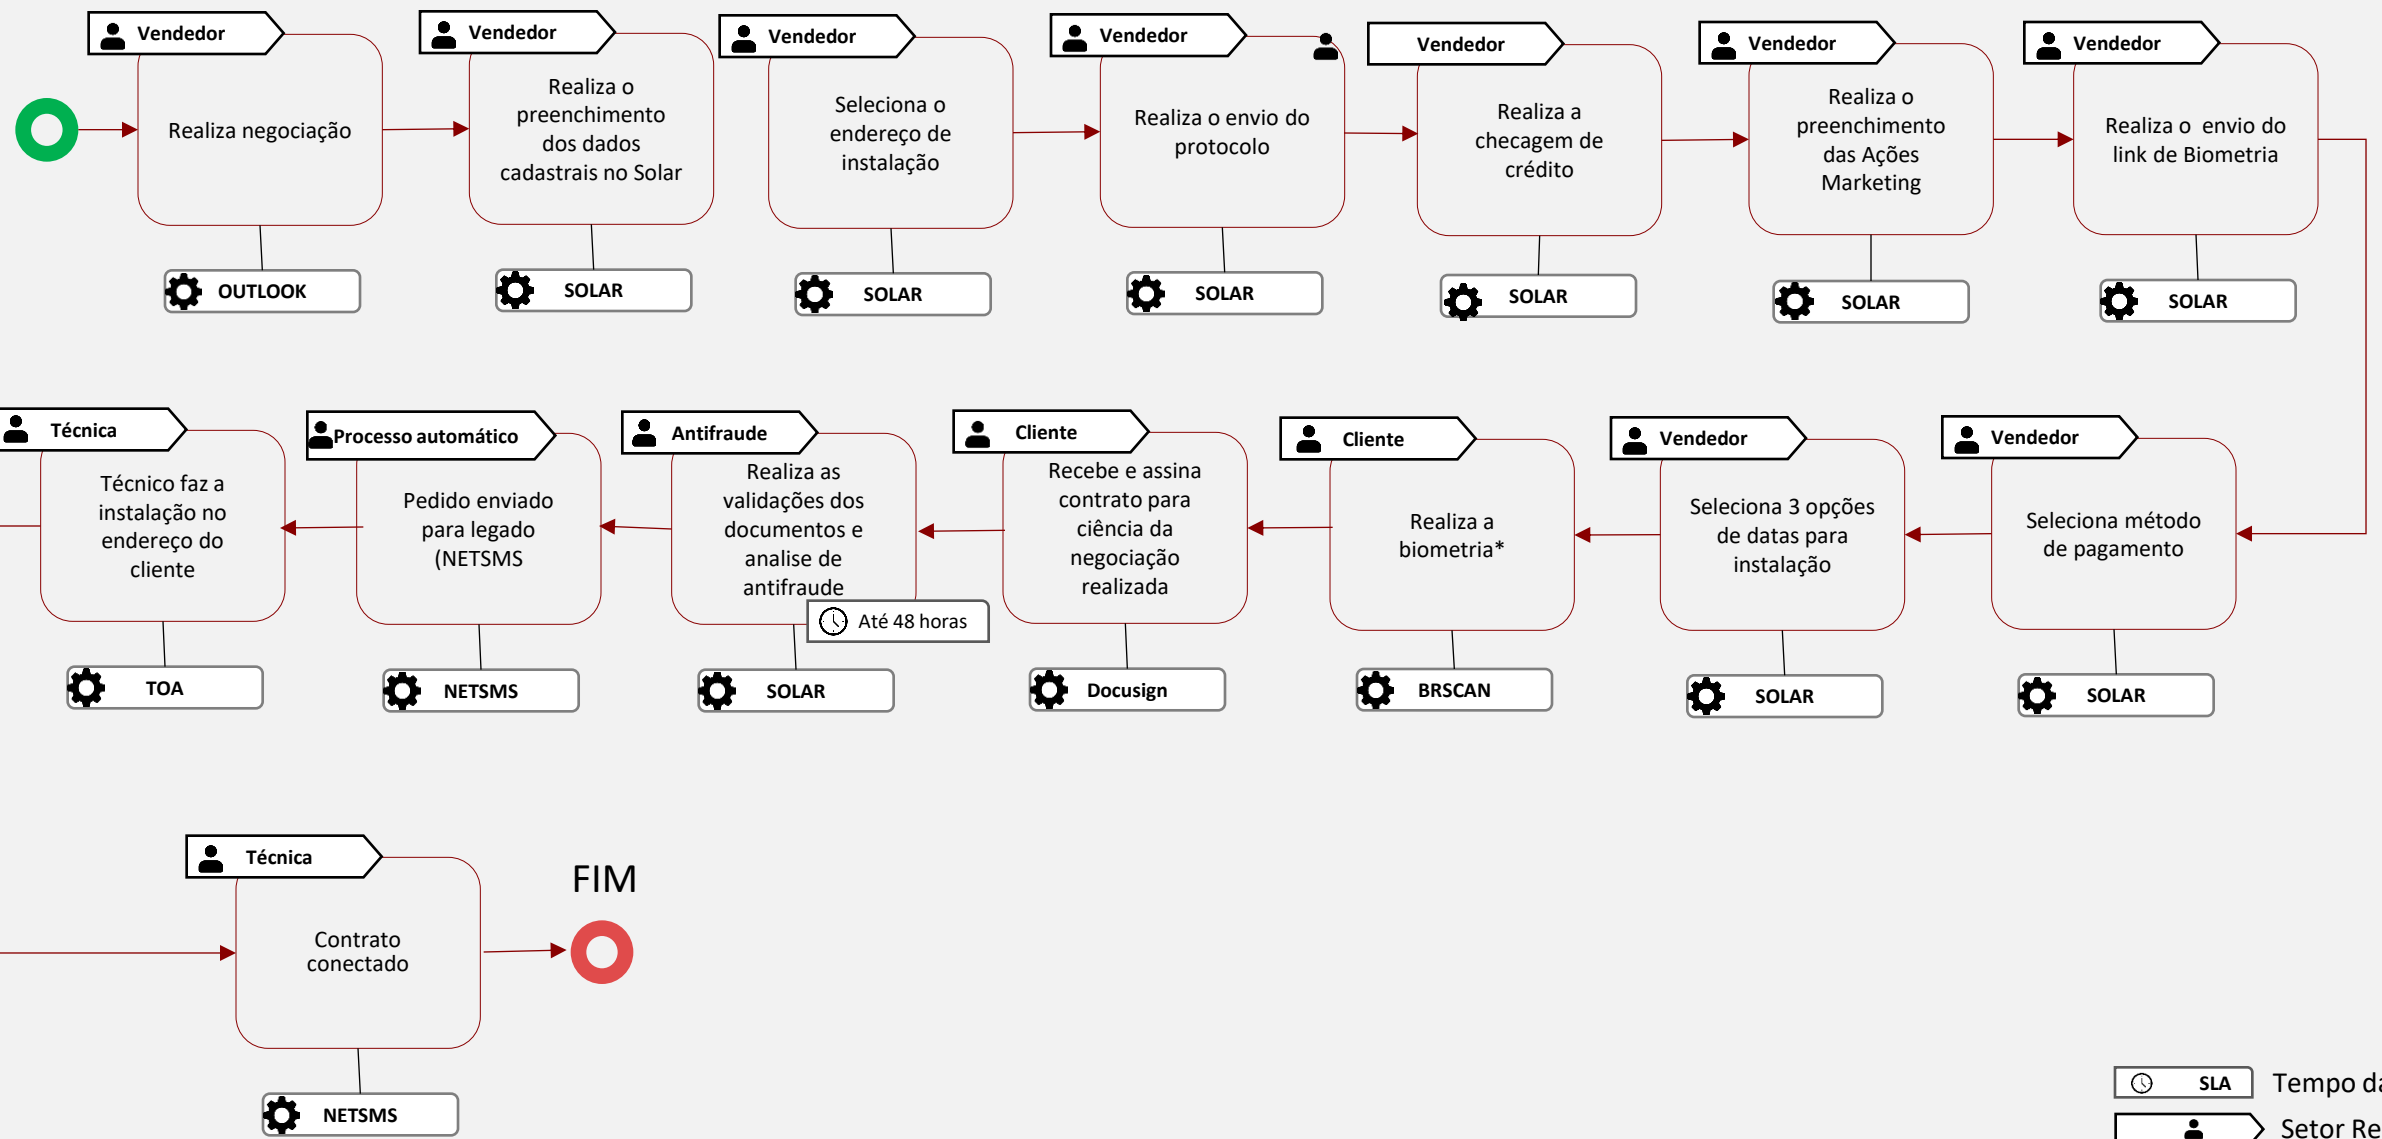 Vendedor
Realiza negociação
OUTLOOK
Vendedor
Realiza o
preenchimento
dos dados
cadastrais no Solar
SOLAR
Vendedor
Seleciona o
endereço de
instalação
SOLAR
Vendedor
Realiza o envio do
protocolo
SOLAR
Vendedor
Realiza a
checagem de
crédito
SOLAR
Vendedor
Realiza o
preenchimento
das Ações
Marketing
SOLAR
Vendedor
Realiza o envio do
link de Biometria
SOLAR
Técnica
Técnico faz a
instalação no
endereço do
cliente
TOA
Processo automático
Pedido enviado
para legado
(NETSMS
NETSMS
Antifraude
Realiza as
validações dos
documentos e
analise de
antifraude
Até 48 horas
SOLAR
Cliente
Recebe e assina
contrato para
ciência da
negociação
realizada
Docusign
Cliente
Realiza a
biometria*
BRSCAN
Vendedor
Seleciona 3 opções
de datas para
instalação
SOLAR
Vendedor
Seleciona método
de pagamento
SOLAR
Técnica
Contrato
conectado
NETSMS
FIM
SLA
Tempo da
Setor Re